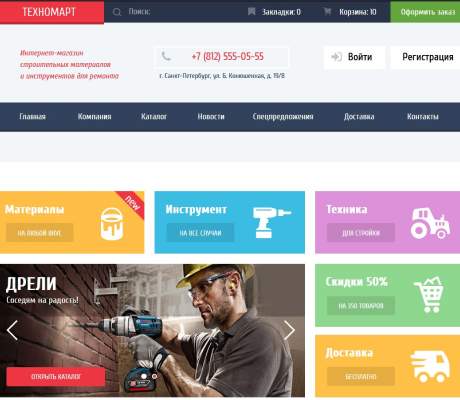 ТЕХНОМАРТ
Поиск:
Закладки: 0
Корзина: 10
Оформить заказ
Интернет-магазин
строительных материалов
и инструментов для ремонта
+7 (812) 555-05-55
г. Санкт-Петербург, ул. Б. Конюшенная, д. 19/8
Войти
Регистрация
Главная
Компания
Каталог
Новости
Спецпредложения
Доставка
Контакты
Материалы
НА ЛЮБОЙ ВКУС
new
Инструмент
НА ВСЕ СЛУЧАИ
Техника
ДЛЯ СТРОЙКИ
ДРЕЛИ
Соседям на радость!
ОТКРЫТЬ КАТАЛОГ
Скидки 50%
НА 350 ТОВАРОВ
Доставка
БЕСПЛАТНО